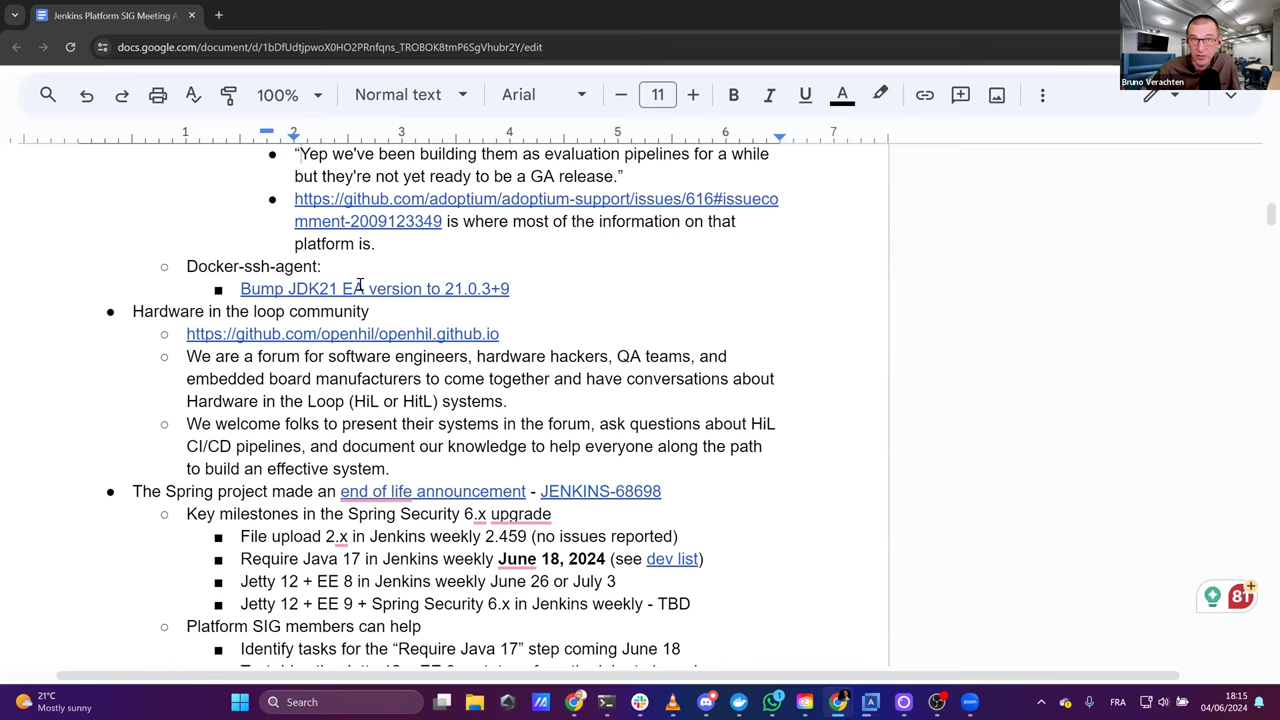 Jenkins Platform SIG Meeting A
docs.google.com/document/d/1bDfUdtjpwoX0HO2PRnfqns_TROBOK8tmP6SgVhubr2Y/edit
Bruno Verachten
100%
Normal text
Arial
11
B I U A
1 2 3 4 5 6 7
“Yep we've been building them as evaluation pipelines for a while
but they're not yet ready to be a GA release.”
https://github.com/adoptium/adoptium-support/issues/616#issueco
mment-2009123349 is where most of the information on that
platform is.
Docker-ssh-agent:
Bump JDK21 EA version to 21.0.3+9
Hardware in the loop community
https://github.com/openhil/openhil.github.io
We are a forum for software engineers, hardware hackers, QA teams, and
embedded board manufacturers to come together and have conversations about
Hardware in the Loop (HiL or HitL) systems.
We welcome folks to present their systems in the forum, ask questions about HiL
CI/CD pipelines, and document our knowledge to help everyone along the path
to build an effective system.
The Spring project made an end of life announcement - JENKINS-68698
Key milestones in the Spring Security 6.x upgrade
File upload 2.x in Jenkins weekly 2.459 (no issues reported)
Require Java 17 in Jenkins weekly June 18, 2024 (see dev list)
Jetty 12 + EE 8 in Jenkins weekly June 26 or July 3
Jetty 12 + EE 9 + Spring Security 6.x in Jenkins weekly - TBD
Platform SIG members can help
Identify tasks for the “Require Java 17” step coming June 18
81
21°C
Mostly sunny
Search
1
FRA
18:15
04/06/2024